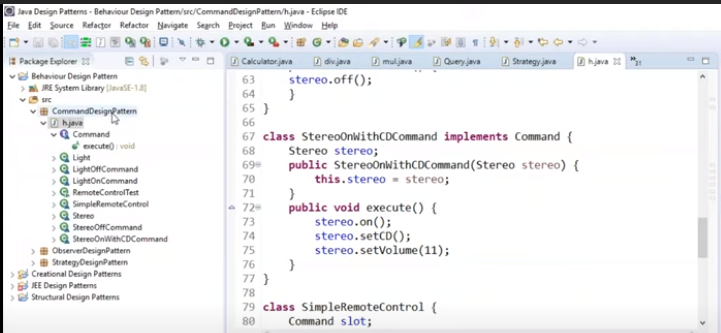 Java Design Patterns - Behaviour Design Pattern/src/CommandDesignPattern/h.java - Eclipse IDE
File Edit Source Refactor Refactor Navigate Search Project Run Window Help
Package Explorer
Calculator.java div.java mul.java Query.java Strategy.java h.java
Behaviour Design Pattern
JRE System Library [JavaSE-1.8]
src
CommandDesignPattern
h.java
Command
execute() : void
Light
LightOffCommand
LightOnCommand
RemoteControlTest
SimpleRemoteControl
Stereo
StereoOffCommand
StereoOnWithCDCommand
ObserverDesignPattern
StrategyDesignPattern
Creational Design Patterns
JEE Design Patterns
Structural Design Patterns
63 stereo.off();
64 }
65 }
66
67 class StereoOnWithCDCommand implements Command {
68 Stereo stereo;
69 public StereoOnWithCDCommand(Stereo stereo) {
70 this.stereo = stereo;
71 }
72 public void execute() {
73 stereo.on();
74 stereo.setCD();
75 stereo.setVolume(11);
76 }
77 }
78
79 class SimpleRemoteControl {
80 Command slot;